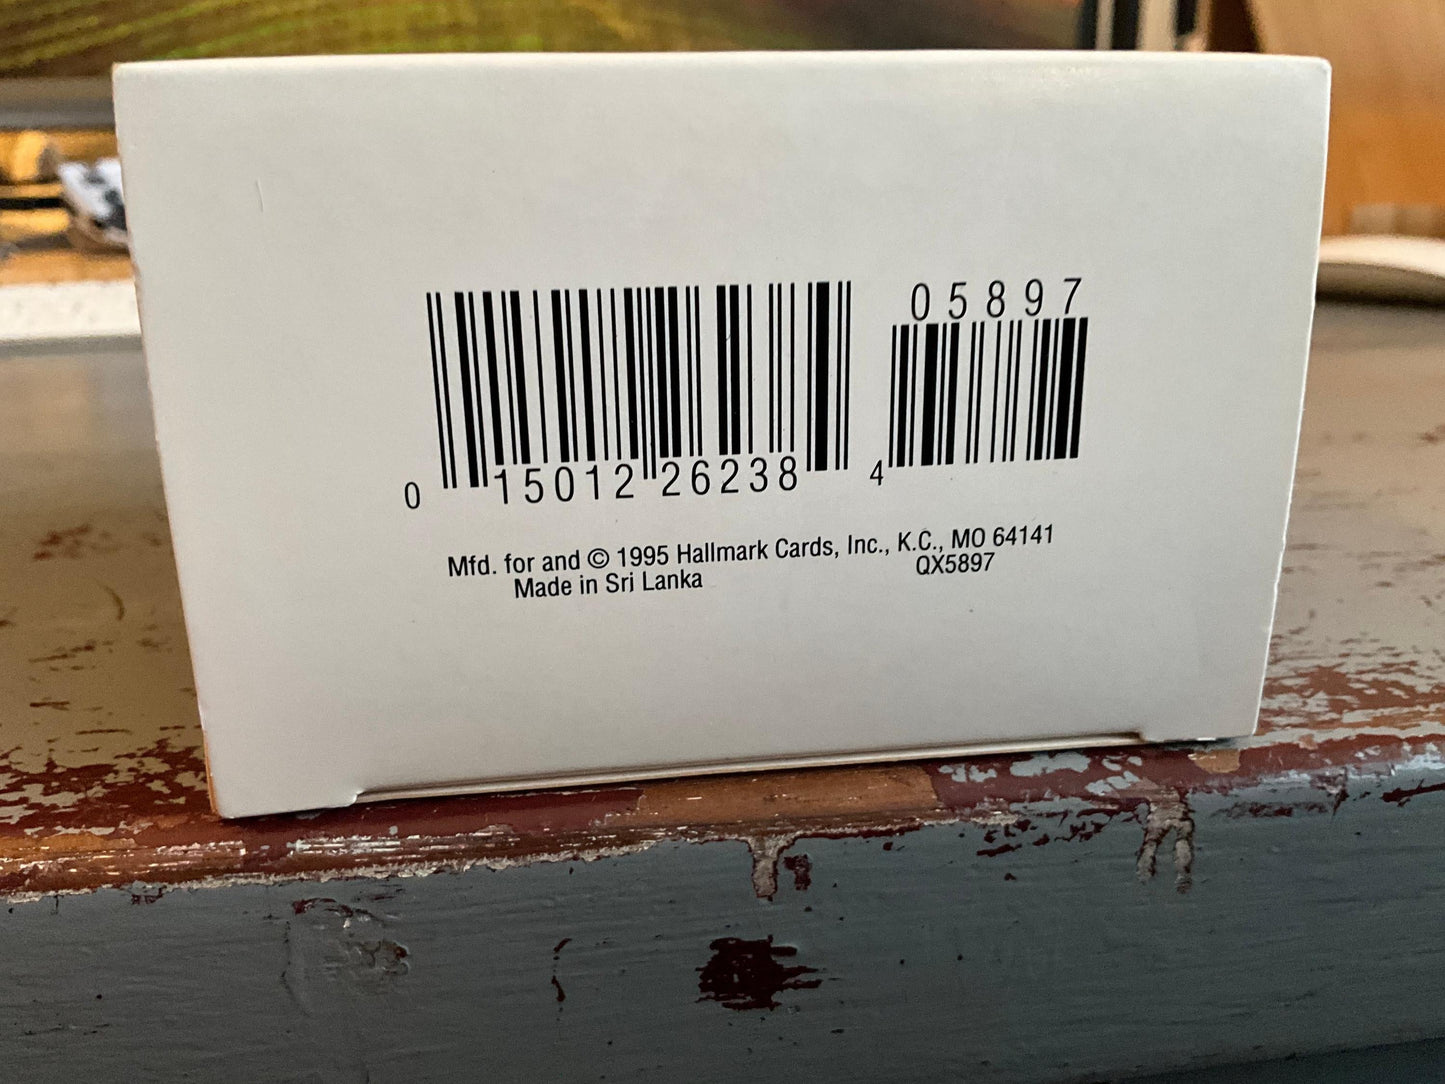 05897
0 15012 26238 4
Mfd. for and © 1995 Hallmark Cards, Inc., K.C., MO 64141
Made in Sri Lanka QX5897